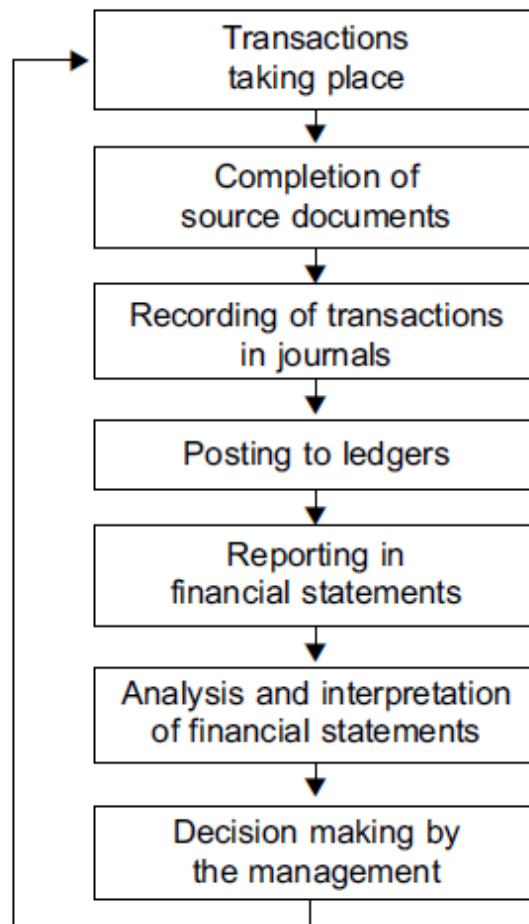 Transactions
taking place
Completion of
source documents
Recording of transactions
in journals
Posting to ledgers
Reporting in
financial statements
Analysis and interpretation
of financial statements
Decision making by
the management